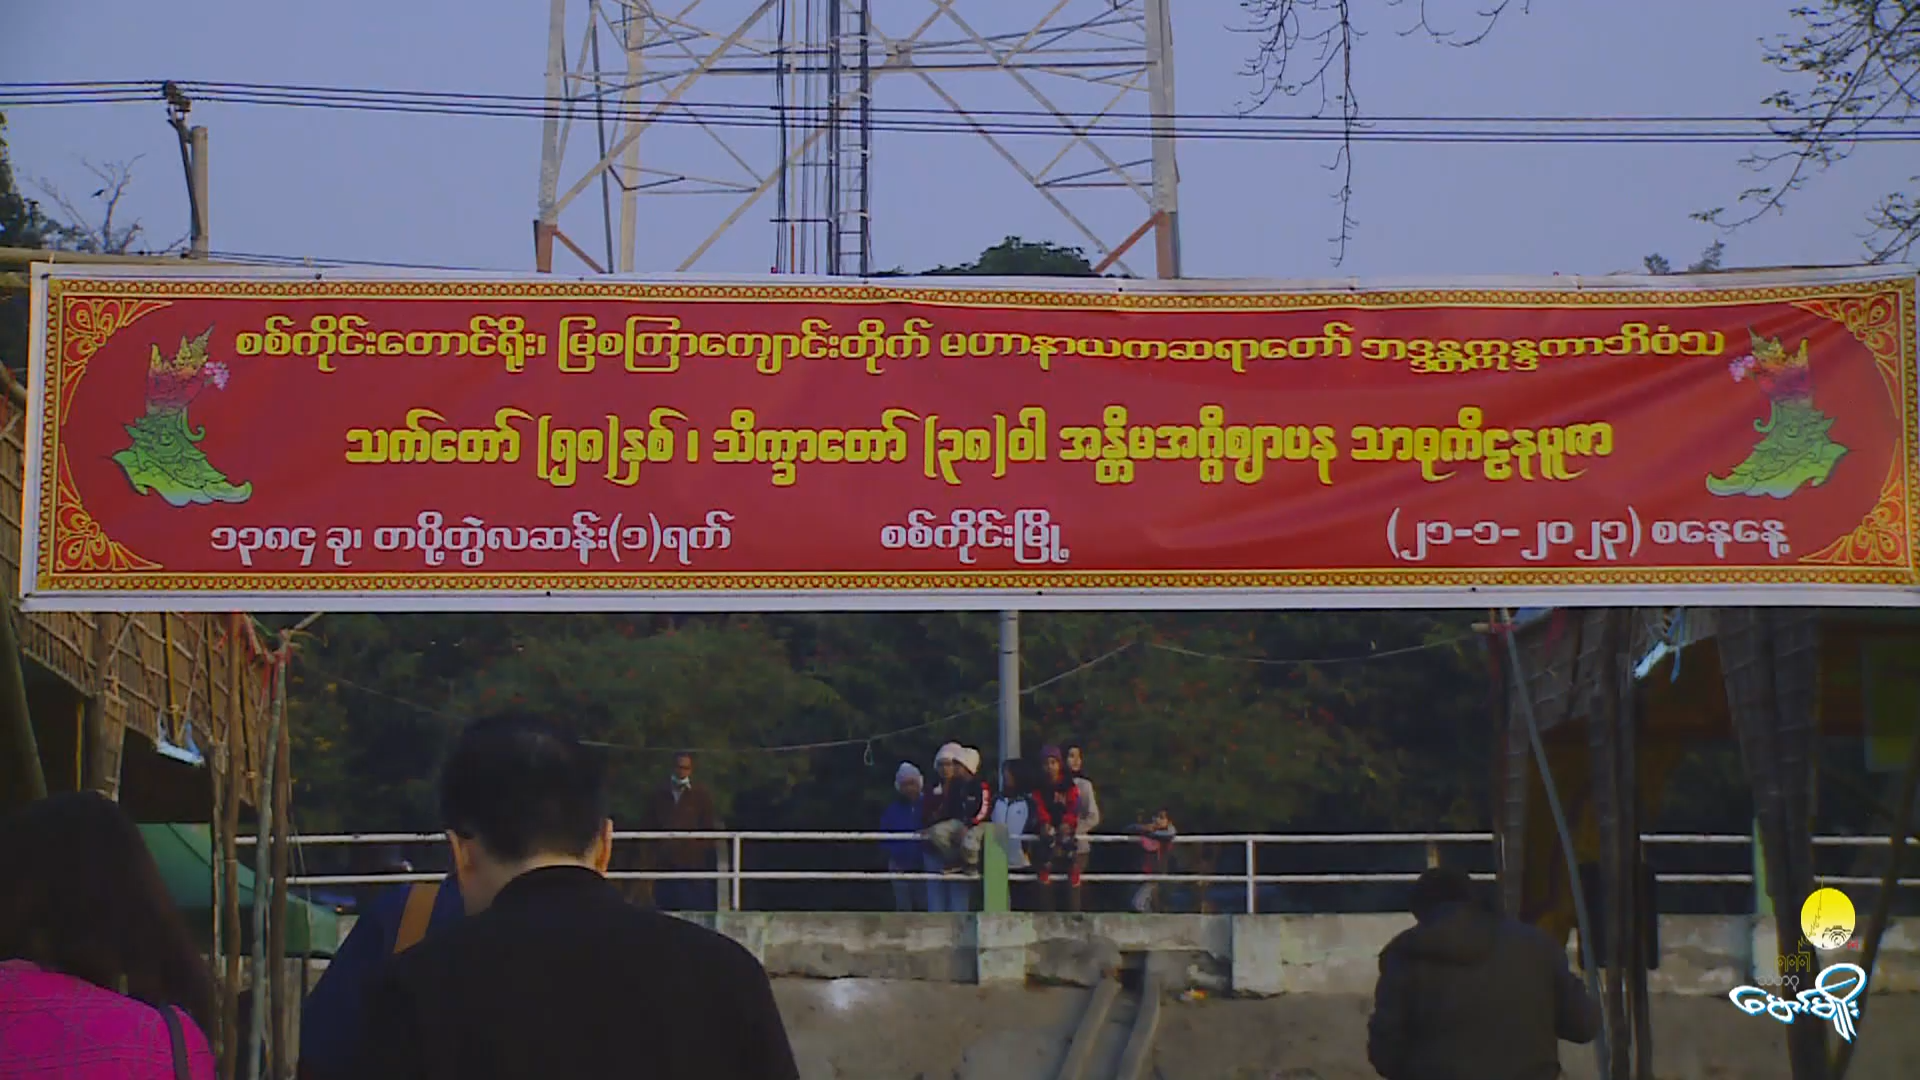 စစ်ကိုင်းတောင်ရိုး၊ မြစကြာကျောင်းတိုက် မဟာနာယကဆရာတော် ဘဒ္ဒန္တဣန္ဒကာဘိဝံသ
သက်တော် (၅၈)နှစ် ၊ သိက္ခာတော် (၃၈)ဝါ အန္တိမအဂ္ဂိဈာပန သာဓုကီဠနပူဇာ
၁၃၈၄ ခု၊ တပို့တွဲလဆန်း(၁)ရက် စစ်ကိုင်းမြို့ (၂၁-၁-၂၀၂၃) စနေနေ့